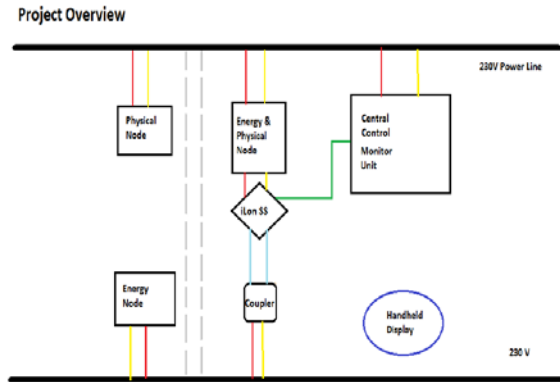 Project Overview
230V Power Line
Physical
Node
Energy &
Physical
Node
Central
Control
Monitor
Unit
iLon SS
Energy
Node
Coupler
Handheld
Display
230 V